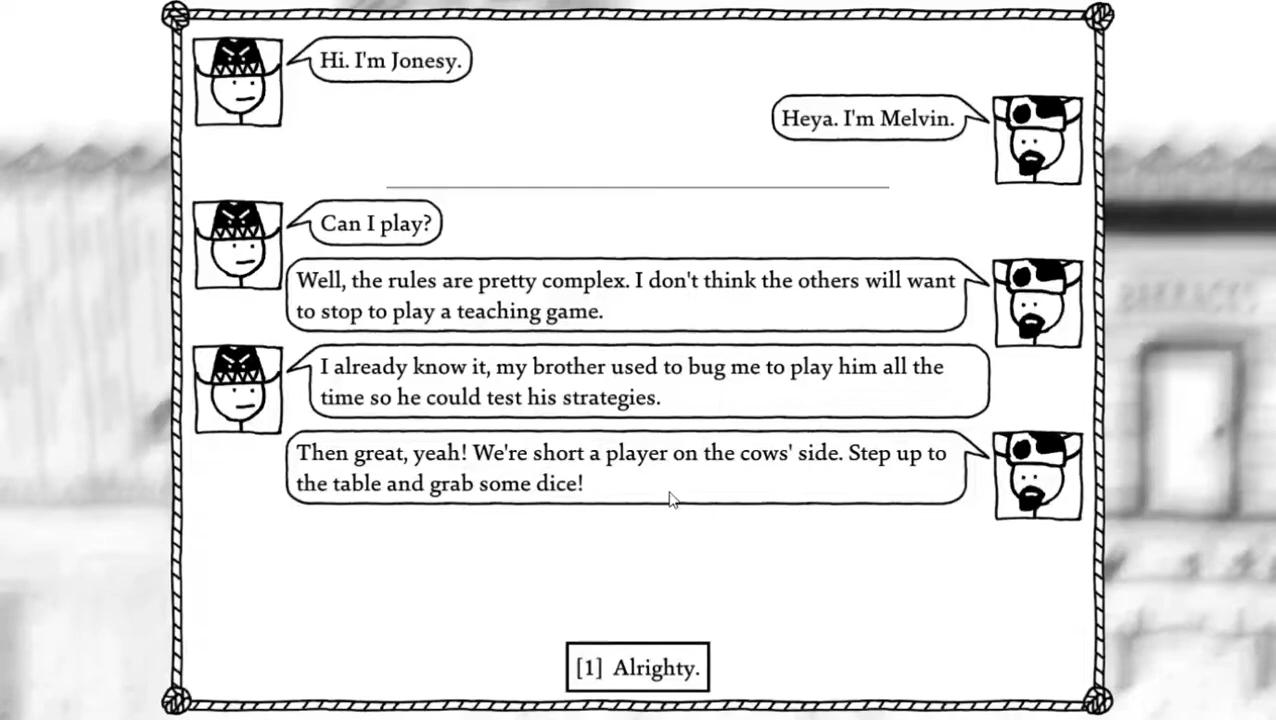 Hi. I'm Jonesy.
Heya. I'm Melvin.
Can I play?
Well, the rules are pretty complex. I don't think the others will want
to stop to play a teaching game.
I already know it, my brother used to bug me to play him all the
time so he could test his strategies.
Then great, yeah! We're short a player on the cows' side. Step up to
the table and grab some dice!
[1] Alrighty.